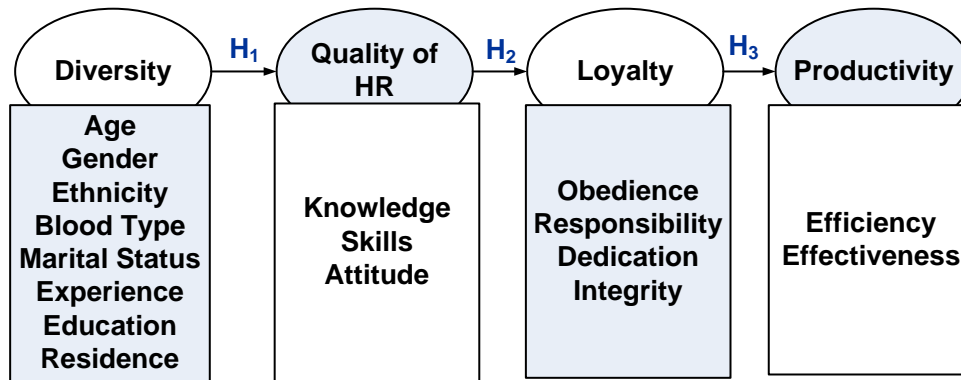 Diversity
H1
Quality of
HR
H2
Loyalty
H3
Productivity
Age
Gender
Ethnicity
Blood Type
Marital Status
Experience
Education
Residence
Knowledge
Skills
Attitude
Obedience
Responsibility
Dedication
Integrity
Efficiency
Effectiveness